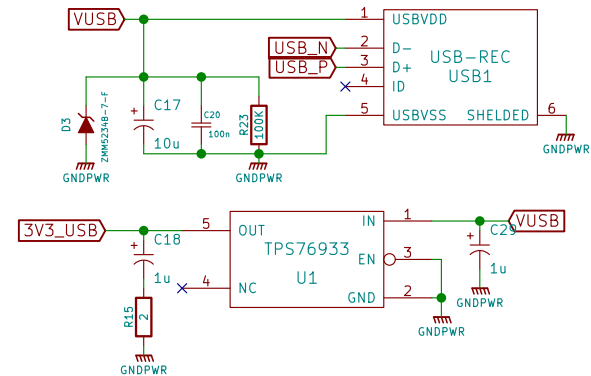 VUSB
1 USBVDD
USB_N 2 D-
USB_P 3 D+
4 ID
5 USBVSS SHELDED 6
USB-REC
USB1
D3
ZMM5234B-7-F
+ C17
10u
C20
100n
R23
100K
GNDPWR
GNDPWR
GNDPWR
3V3_USB
5 OUT
4 NC
TPS76933
U1
IN 1
EN 3
GND 2
VUSB
+ C18
1u
R15
2
GNDPWR
+ C29
1u
GNDPWR
GNDPWR